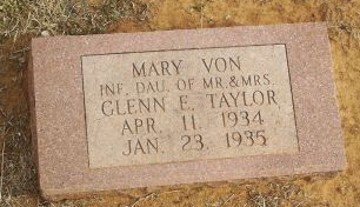 MARY VON
INF. DAU. OF MR. & MRS.
GLENN E. TAYLOR
APR. 11, 1934
JAN. 23, 1935